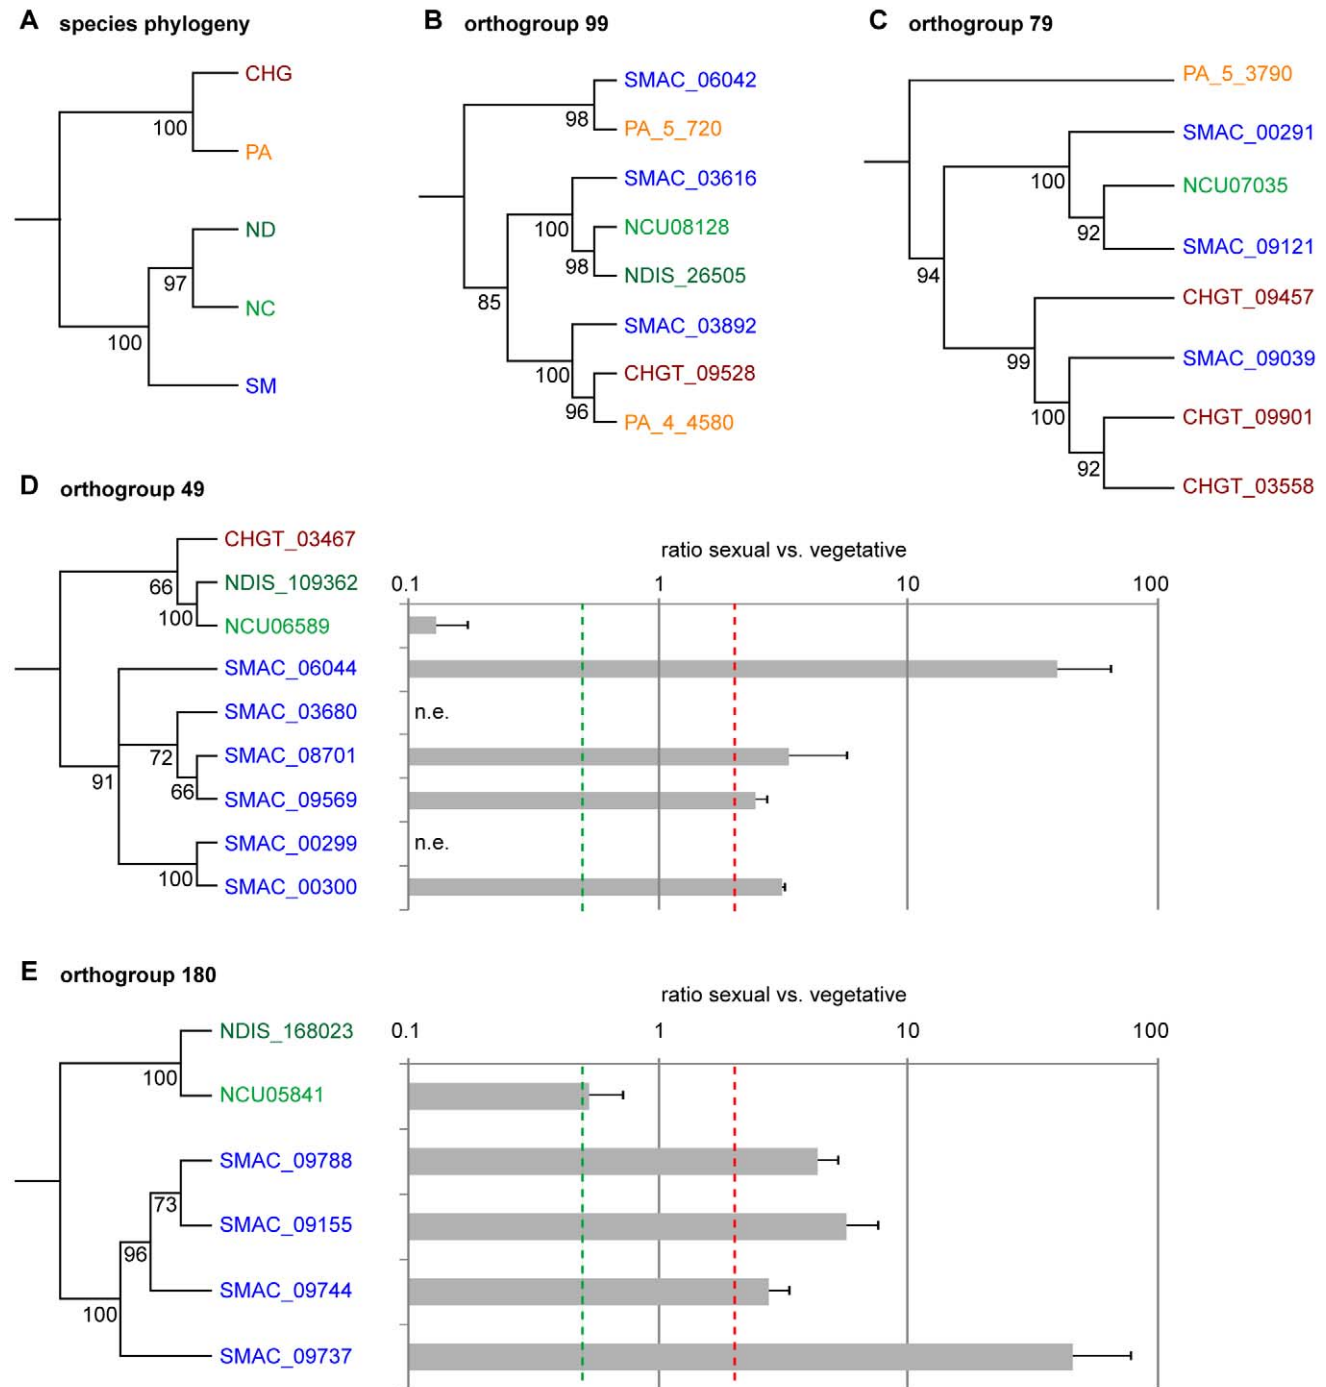 A species phylogeny
CHG
100
PA
ND
97
NC
100
SM
B orthogroup 99
SMAC_06042
98
PA_5_720
SMAC_03616
100
NCU08128
98
NDIS_26505
85
SMAC_03892
100
CHGT_09528
96
PA_4_4580
C orthogroup 79
PA_5_3790
SMAC_00291
100
NCU07035
92
SMAC_09121
94
CHGT_09457
99
SMAC_09039
100
CHGT_09901
92
CHGT_03558
D orthogroup 49
ratio sexual vs. vegetative
0.1 1 10 100
CHGT_03467
66
NDIS_109362
100
NCU06589
SMAC_06044
SMAC_03680 n.e.
72
SMAC_08701
91
66
SMAC_09569
SMAC_00299 n.e.
100
SMAC_00300
E orthogroup 180
ratio sexual vs. vegetative
0.1 1 10 100
NDIS_168023
100
NCU05841
SMAC_09788
73
SMAC_09155
96
SMAC_09744
100
SMAC_09737